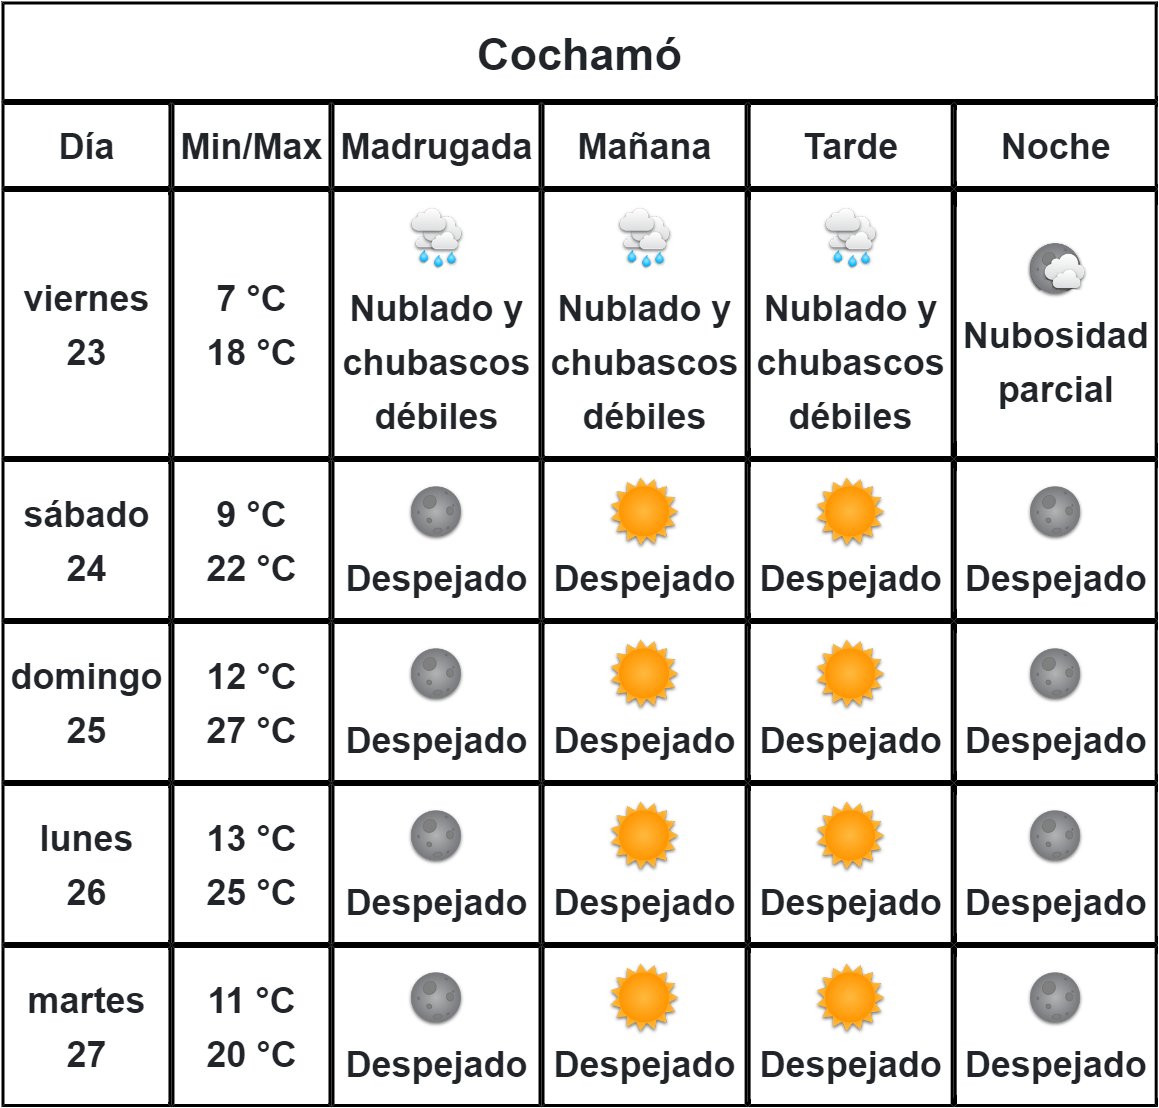 Cochamó
Día Min/Max Madrugada Mañana Tarde Noche
viernes
23
7 °C
18 °C
Nublado y
chubascos
débiles
Nublado y
chubascos
débiles
Nublado y
chubascos
débiles
Nubosidad
parcial
sábado
24
9 °C
22 °C
Despejado
Despejado
Despejado
Despejado
domingo
25
12 °C
27 °C
Despejado
Despejado
Despejado
Despejado
lunes
26
13 °C
25 °C
Despejado
Despejado
Despejado
Despejado
martes
27
11 °C
20 °C
Despejado
Despejado
Despejado
Despejado